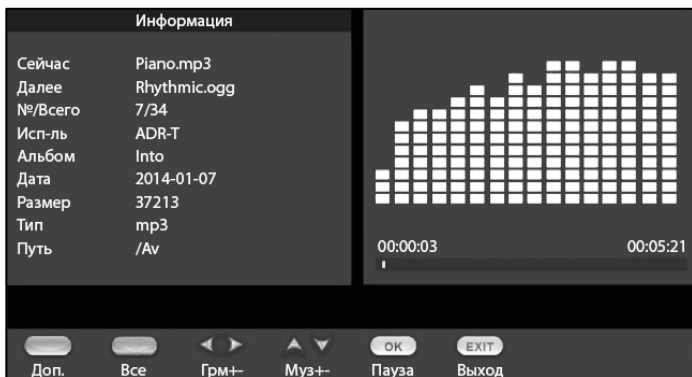 Информация
Сейчас Piano.mp3
Далее Rhythmic.ogg
№/Всего 7/34
Исп-ль ADR-T
Альбом Into
Дата 2014-01-07
Размер 37213
Тип mp3
Путь /Av
00:00:03 00:05:21
OK EXIT
Доп. Все Грм+- Муз+- Пауза Выход